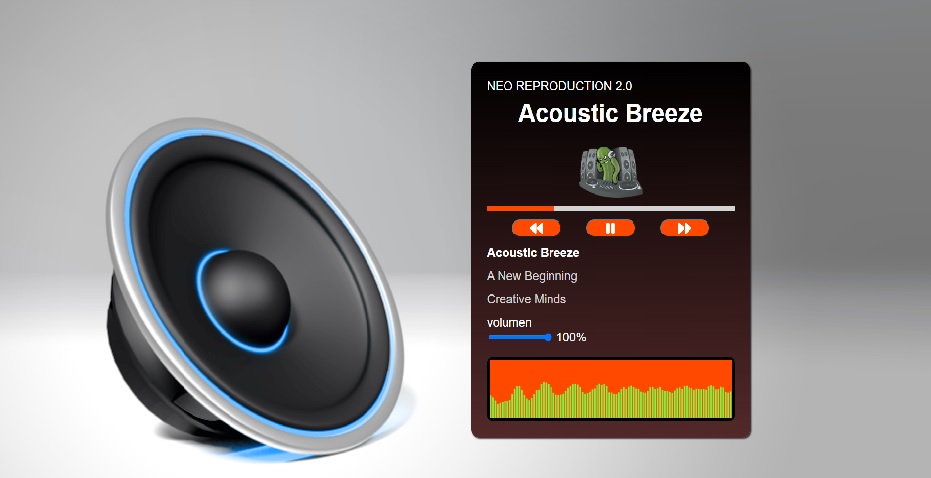 NEO REPRODUCTION 2.0
Acoustic Breeze
Acoustic Breeze
A New Beginning
Creative Minds
volumen
100%